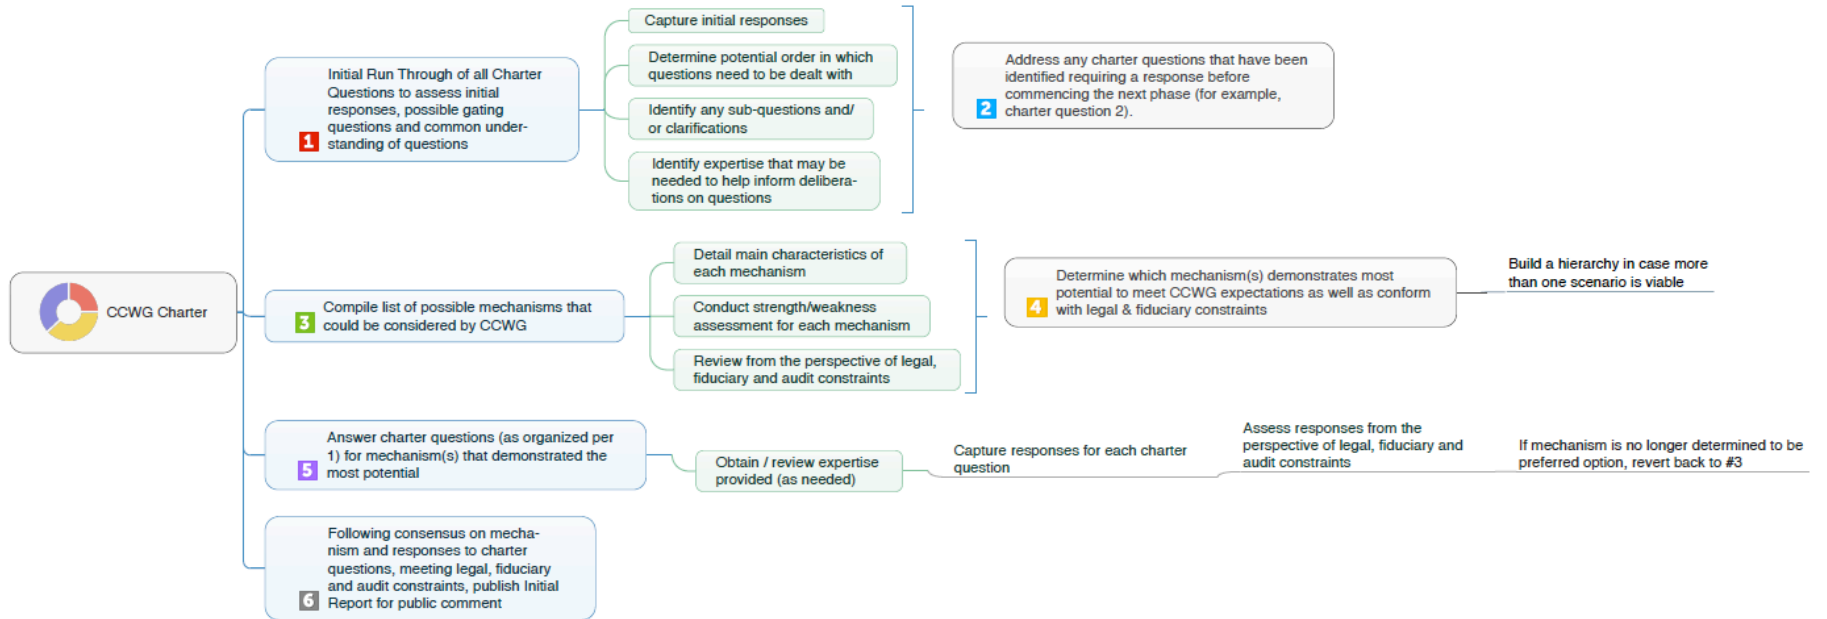 CCWG Charter
1
Initial Run Through of all Charter
Questions to assess initial
responses, possible gating
questions and common under-
standing of questions
Capture initial responses
Determine potential order in which
questions need to be dealt with
Identify any sub-questions and/
or clarifications
Identify expertise that may be
needed to help inform delibera-
tions on questions
2
Address any charter questions that have been
identified requiring a response before
commencing the next phase (for example,
charter question 2).
3
Compile list of possible mechanisms that
could be considered by CCWG
Detail main characteristics of
each mechanism
Conduct strength/weakness
assessment for each mechanism
Review from the perspective of legal,
fiduciary and audit constraints
4
Determine which mechanism(s) demonstrates most
potential to meet CCWG expectations as well as conform
with legal & fiduciary constraints
Build a hierarchy in case more
than one scenario is viable
5
Answer charter questions (as organized per
1) for mechanism(s) that demonstrated the
most potential
Obtain / review expertise
provided (as needed)
Capture responses for each charter
question
Assess responses from the
perspective of legal, fiduciary and
audit constraints
If mechanism is no longer determined to be
preferred option, revert back to #3
6
Following consensus on mecha-
nism and responses to charter
questions, meeting legal, fiduciary
and audit constraints, publish Initial
Report for public comment